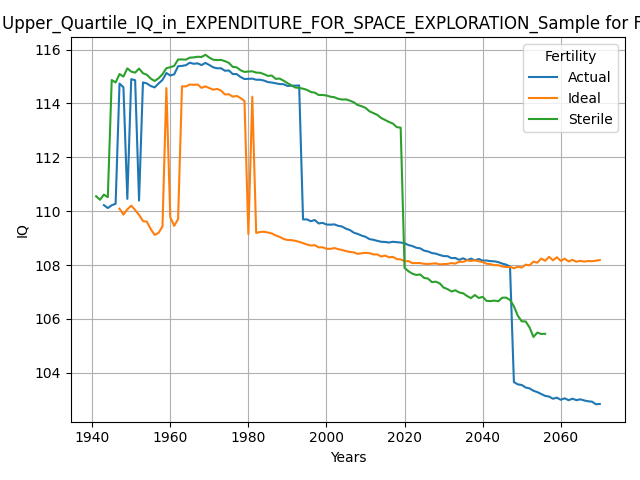 Upper_Quartile_IQ_in_EXPENDITURE_FOR_SPACE_EXPLORATION_Sample for F
116
114
112
110
108
106
104
IQ
Fertility
Actual
Ideal
Sterile
1940 1960 1980 2000 2020 2040 2060
Years